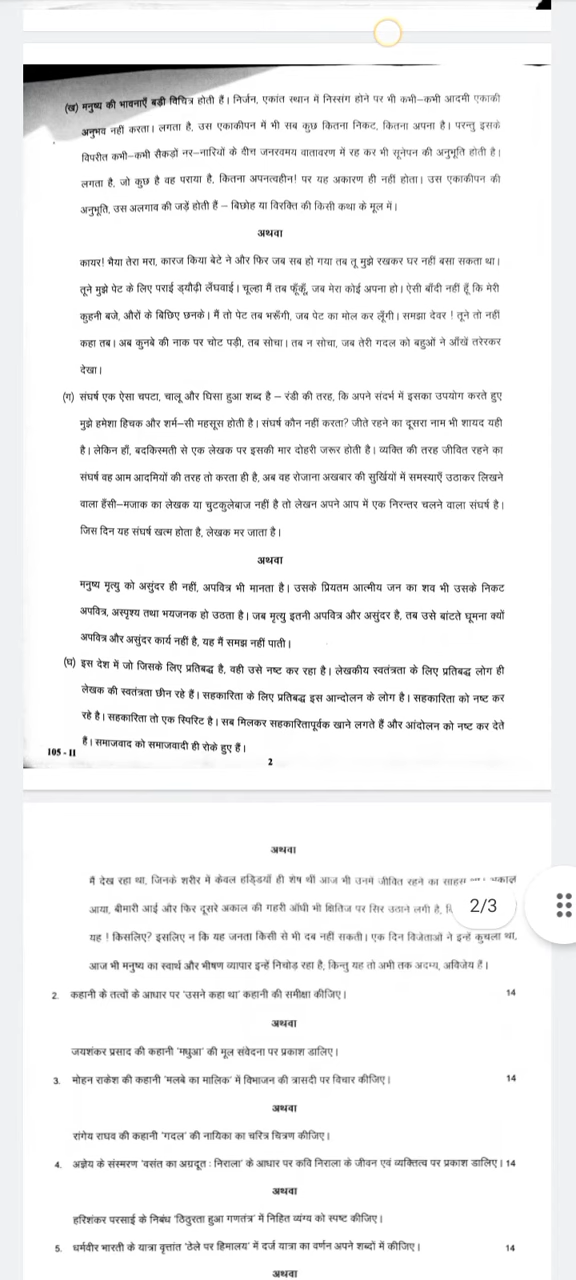 (ख) मनुष्य की भावनाएँ बड़ी विचित्र होती हैं। निर्जन, एकांत स्थान में निस्संग होने पर भी कभी–कभी आदमी एकाकी
अनुभव नहीं करता। लगता है, उस एकाकीपन में भी सब कुछ कितना निकट, कितना अपना है। परन्तु इसके
विपरीत कभी–कभी सैकड़ों नर–नारियों के बीच जनरवमय वातावरण में रह कर भी सूनेपन की अनुभूति होती है।
लगता है, जो कुछ है वह पराया है, कितना अपनत्वहीन! पर यह अकारण ही नहीं होता। उस एकाकीपन की
अनुभूति, उस अलगाव की जड़ें होती हैं – बिछोह या विरक्ति की किसी कथा के मूल में।
अथवा
कायर! भैया तेरा मरा, कारज किया बेटे ने और फिर जब सब हो गया तब तू मुझे रखकर घर नहीं बसा सकता था।
तूने मुझे पेट के लिए पराई ड्यौढ़ी लँघवाई। चूल्हा मैं तब फूँकूँ, जब मेरा कोई अपना हो। ऐसी बाँदी नहीं हूँ कि मेरी
कुहनी बजे, औरों के बिछिए छनके। मैं तो पेट तब भरूँगी, जब पेट का मोल कर लूँगी। समझा देवर ! तूने तो नहीं
कहा तब। अब कुनबे की नाक पर चोट पड़ी, तब सोचा। तब न सोचा, जब तेरी गदल को बहुओं ने आँखें तरेरकर
देखा।
(ग) संघर्ष एक ऐसा चपटा, चालू और घिसा हुआ शब्द है – रंडी की तरह, कि अपने संदर्भ में इसका उपयोग करते हुए
मुझे हमेशा हिचक और शर्म–सी महसूस होती है। संघर्ष कौन नहीं करता? जीते रहने का दूसरा नाम भी शायद यही
है। लेकिन हाँ, बदकिस्मती से एक लेखक पर इसकी मार दोहरी जरूर होती है। व्यक्ति की तरह जीवित रहने का
संघर्ष वह आम आदमियों की तरह तो करता ही है, अब वह रोजाना अखबार की सुर्खियों में समस्याएँ उठाकर लिखने
वाला हँसी–मजाक का लेखक या चुटकुलेबाज नहीं है तो लेखन अपने आप में एक निरन्तर चलने वाला संघर्ष है।
जिस दिन यह संघर्ष खत्म होता है, लेखक मर जाता है।
अथवा
मनुष्य मृत्यु को असुंदर ही नहीं, अपवित्र भी मानता है। उसके प्रियतम आत्मीय जन का शव भी उसके निकट
अपवित्र, अस्पृश्य तथा भयजनक हो उठता है। जब मृत्यु इतनी अपवित्र और असुंदर है, तब उसे बांटते घूमना क्यों
अपवित्र और असुंदर कार्य नहीं है, यह मैं समझ नहीं पाती।
(घ) इस देश में जो जिसके लिए प्रतिबद्ध है, वही उसे नष्ट कर रहा है। लेखकीय स्वतंत्रता के लिए प्रतिबद्ध लोग ही
लेखक की स्वतंत्रता छीन रहे हैं। सहकारिता के लिए प्रतिबद्ध इस आन्दोलन के लोग है। सहकारिता को नष्ट कर
रहे है। सहकारिता तो एक स्पिरिट है। सब मिलकर सहकारितापूर्वक खाने लगते हैं और आंदोलन को नष्ट कर देते
हैं। समाजवाद को समाजवादी ही रोके हुए हैं।
105 - II
2
अथवा
मैं देख रहा था, जिनके शरीर में केवल हड्डियाँ ही शेष थी आज भी उनमें जीवित रहने का साहस
आया, बीमारी आई और फिर दूसरे अकाल की गहरी आँधी भी क्षितिज पर सिर उठाने लगी है, 2/3
यह ! किसलिए? इसलिए न कि यह जनता किसी से भी दब नहीं सकती। एक दिन विजेताओं ने इन्हें कुचला था,
आज भी मनुष्य का स्वार्थ और भीषण व्यापार इन्हें निचोड़ रहा है, किन्तु यह तो अभी तक अदम्य, अविजेय हैं।
2. कहानी के तत्वों के आधार पर 'उसने कहा था' कहानी की समीक्षा कीजिए। 14
अथवा
जयशंकर प्रसाद की कहानी 'मधुआ' की मूल संवेदना पर प्रकाश डालिए।
3. मोहन राकेश की कहानी 'मलबे का मालिक' में विभाजन की त्रासदी पर विचार कीजिए। 14
अथवा
रांगेय राघव की कहानी 'गदल' की नायिका का चरित्र चित्रण कीजिए।
4. अज्ञेय के संस्मरण 'वसंत का अग्रदूत : निराला' के आधार पर कवि निराला के जीवन एवं व्यक्तित्व पर प्रकाश डालिए। 14
अथवा
हरिशंकर परसाई के निबंध 'ठिठुरता हुआ गणतंत्र' में निहित व्यंग्य को स्पष्ट कीजिए।
5. धर्मवीर भारती के यात्रा वृत्तांत 'ठेले पर हिमालय' में दर्ज यात्रा का वर्णन अपने शब्दों में कीजिए। 14
अथवा